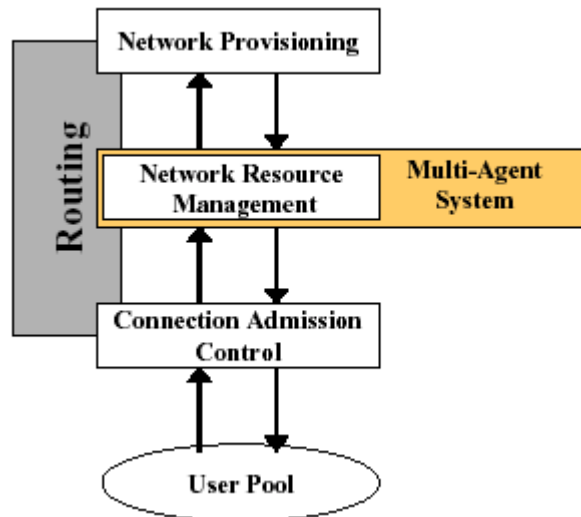 Network Provisioning
Routing
Network Resource
Management
Multi-Agent
System
Connection Admission
Control
User Pool